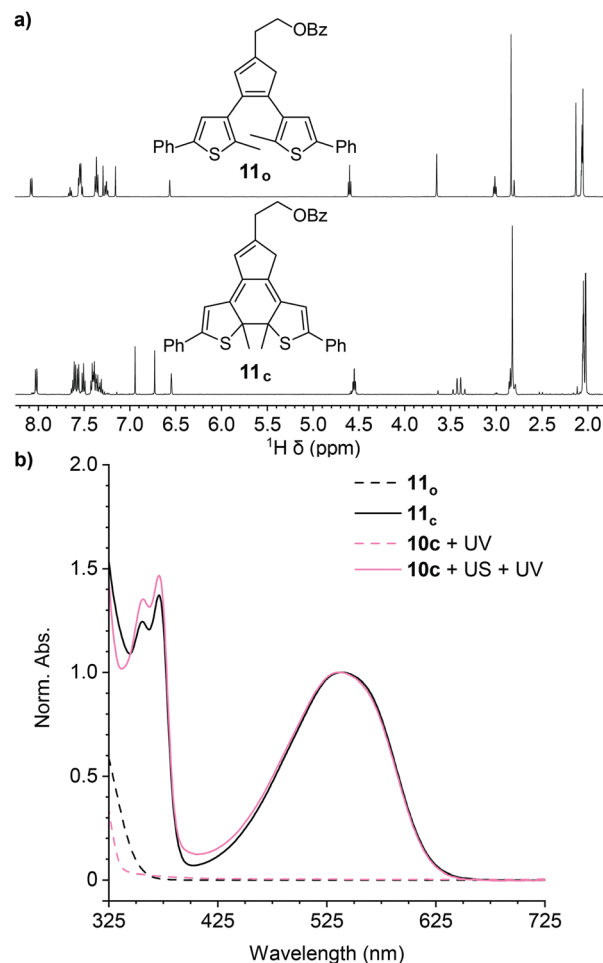 a)
OBz
Ph
S
S
Ph
11o
OBz
Ph
S
S
Ph
11c
8.0 7.5 7.0 6.5 6.0 5.5 5.0 4.5 4.0 3.5 3.0 2.5 2.0
1H δ (ppm)
b)
2.0
1.5
1.0
0.5
0
Norm. Abs.
11o
11c
10c + UV
10c + US + UV
325 425 525 625 725
Wavelength (nm)